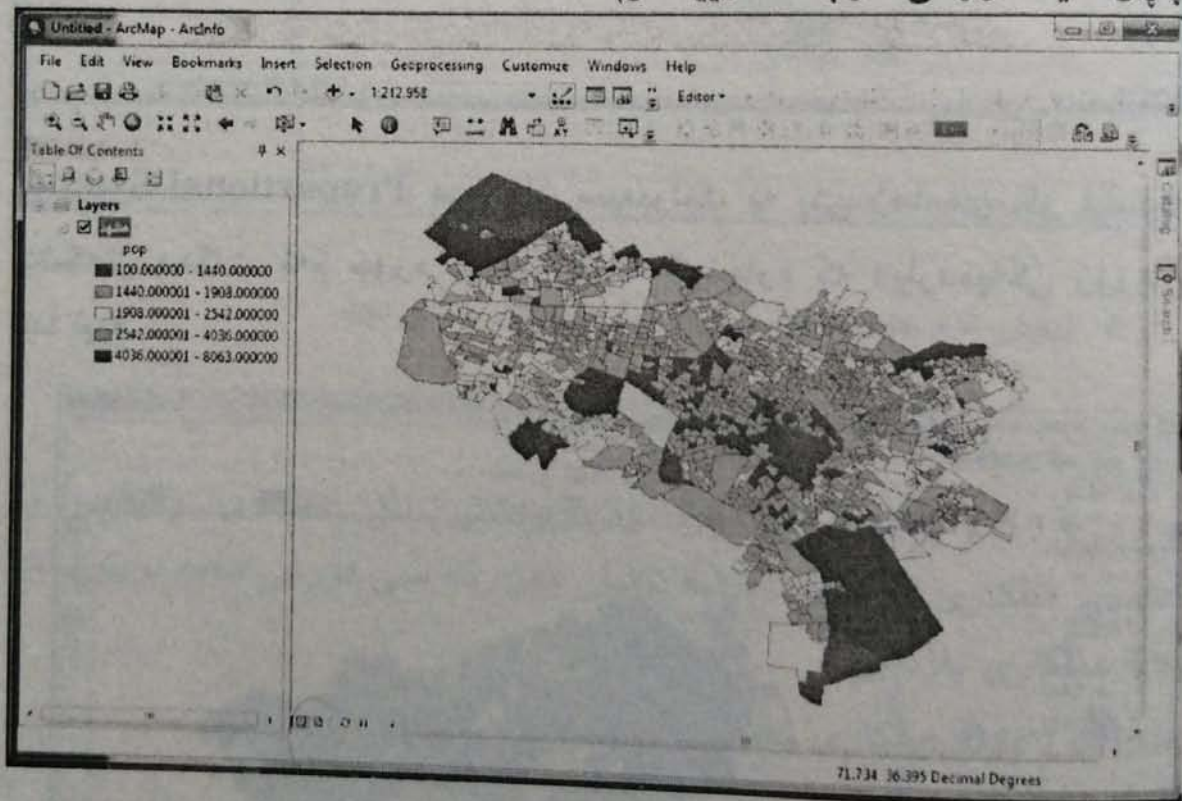 Untitled - ArcMap - ArcInfo
File Edit View Bookmarks Insert Selection Geoprocessing Customize Windows Help
1:212.958 Editor
Table Of Contents
Layers
pop
100.000000 - 1440.000000
1440.000001 - 1908.000000
1908.000001 - 2542.000000
2542.000001 - 4036.000000
4036.000001 - 8063.000000
Catalog
Search
Proportional
71.734 36.395 Decimal Degrees